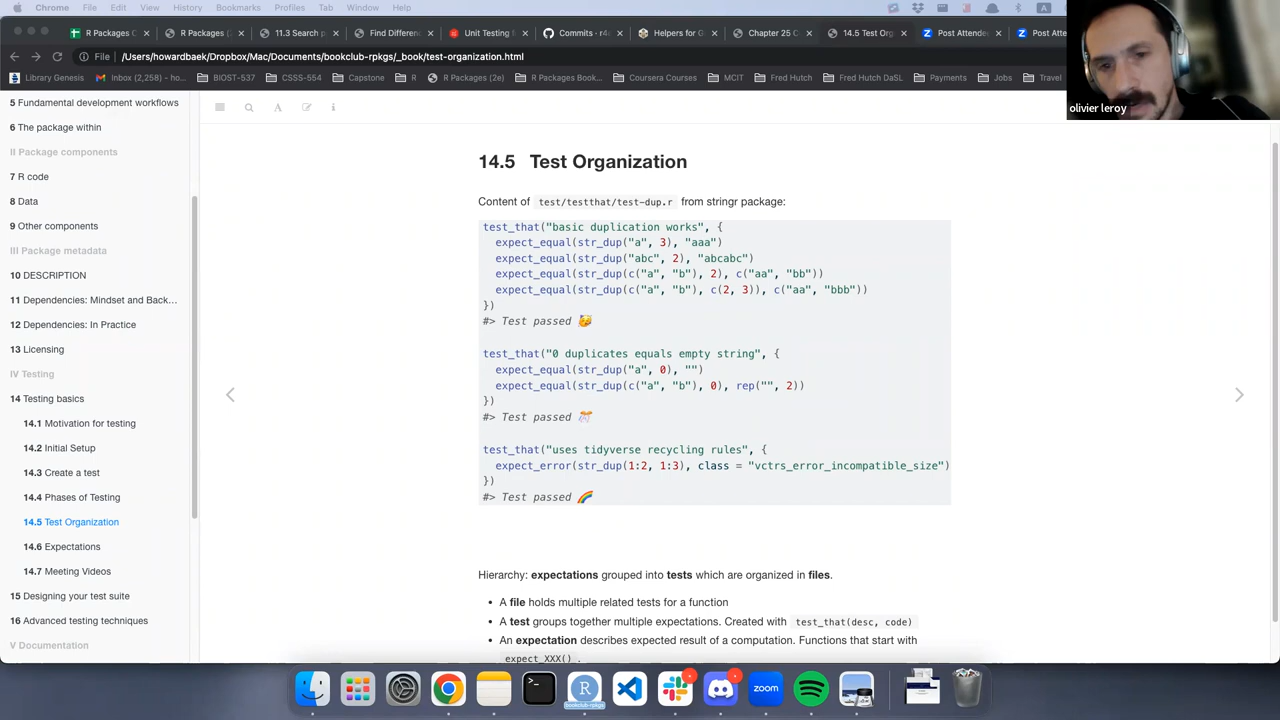 Chrome File Edit View History Bookmarks Profiles Tab Window Help
R Packages C × R Packages ( × 11.3 Search p × Find Differenc × Unit Testing f × Commits · r4d × Helpers for G × Chapter 25 C × 14.5 Test Org × Post Attende × Post Att
File /Users/howardbaek/Dropbox/Mac/Documents/bookclub-rpkgs/_book/test-organization.html
Library Genesis Inbox (2,258) - ho... BIOST-537 CSSS-554 Capstone R R Packages (2e) R Packages Boo... Coursera Courses MCIT Fred Hutch Fred Hutch DaSL Payments Jobs Travel
olivier leroy
5 Fundamental development workflows
6 The package within
II Package components
7 R code
8 Data
9 Other components
III Package metadata
10 DESCRIPTION
11 Dependencies: Mindset and Back...
12 Dependencies: In Practice
13 Licensing
IV Testing
14 Testing basics
14.1 Motivation for testing
14.2 Initial Setup
14.3 Create a test
14.4 Phases of Testing
14.5 Test Organization
14.6 Expectations
14.7 Meeting Videos
15 Designing your test suite
16 Advanced testing techniques
V Documentation
14.5 Test Organization
Content of test/testthat/test-dup.r from stringr package:
test_that("basic duplication works", {
expect_equal(str_dup("a", 3), "aaa")
expect_equal(str_dup("abc", 2), "abcabc")
expect_equal(str_dup(c("a", "b"), 2), c("aa", "bb"))
expect_equal(str_dup(c("a", "b"), c(2, 3)), c("aa", "bbb"))
})
#> Test passed 🥳
test_that("0 duplicates equals empty string", {
expect_equal(str_dup("a", 0), "")
expect_equal(str_dup(c("a", "b"), 0), rep("", 2))
})
#> Test passed 🎊
test_that("uses tidyverse recycling rules", {
expect_error(str_dup(1:2, 1:3), class = "vctrs_error_incompatible_size")
})
#> Test passed 🌈
Hierarchy: expectations grouped into tests which are organized in files.
• A file holds multiple related tests for a function
• A test groups together multiple expectations. Created with test_that(desc, code)
• An expectation describes expected result of a computation. Functions that start with
expect_XXX() .
bookclub-rpkgs
zoom